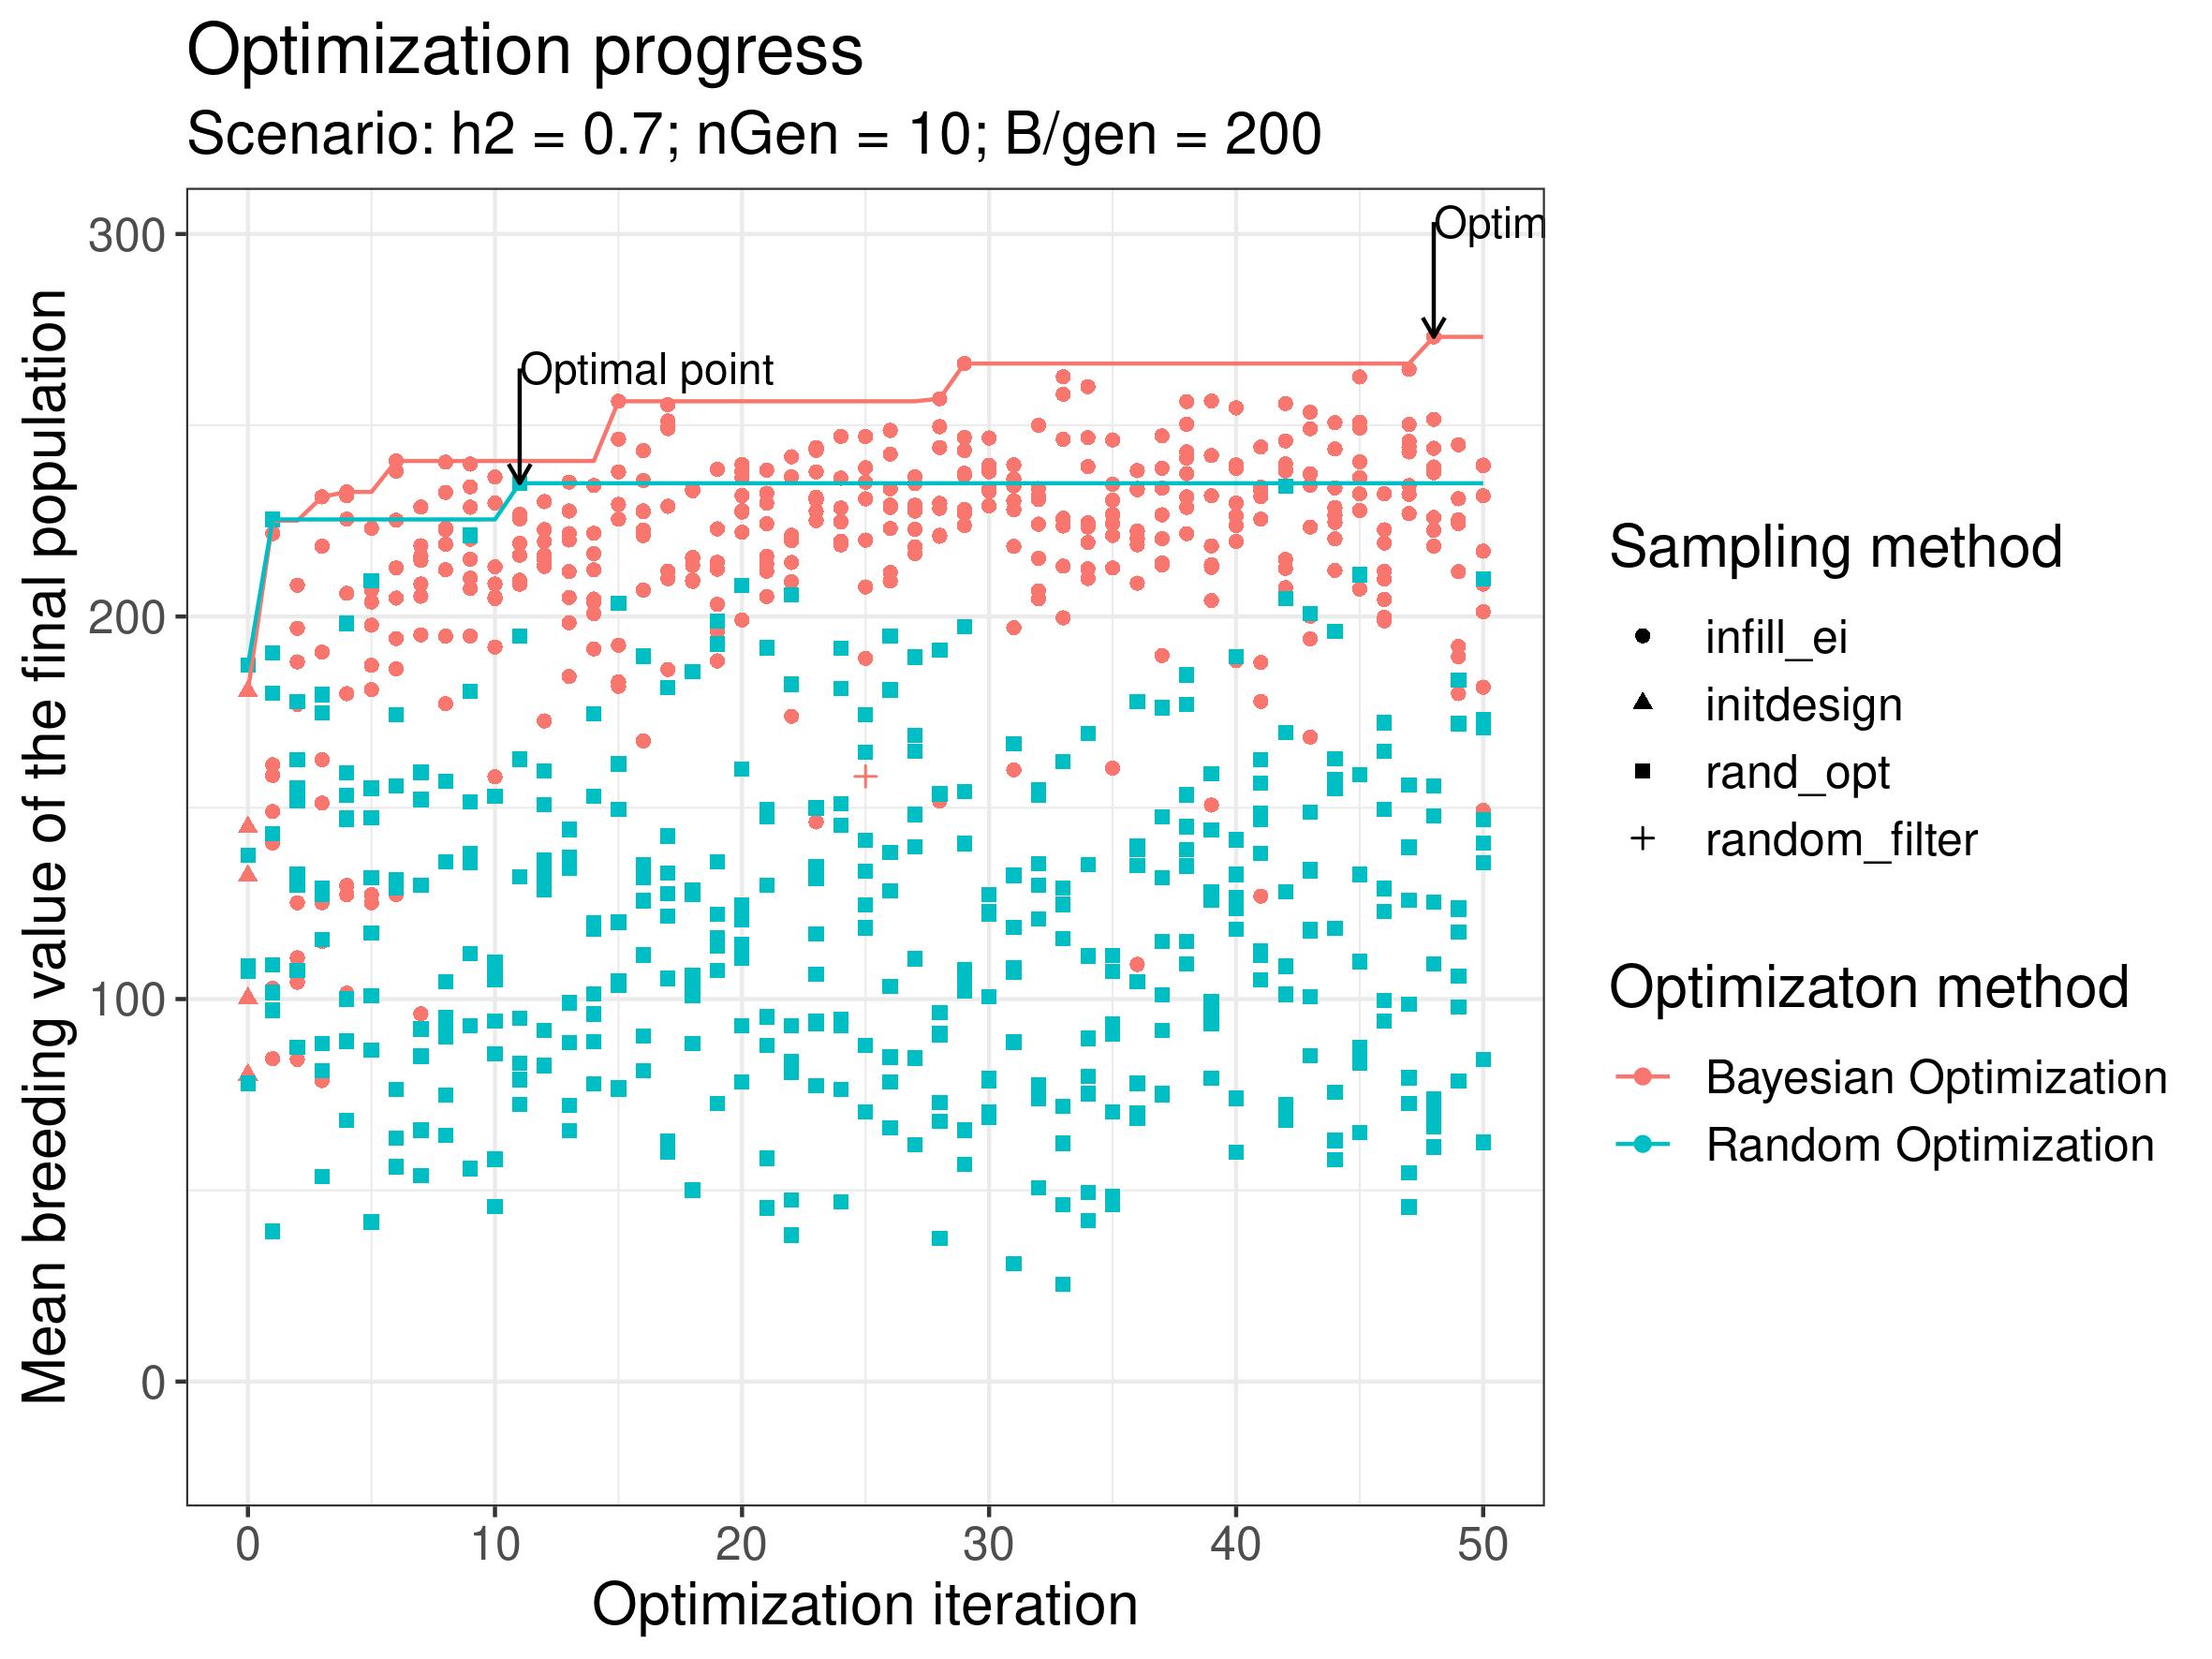 Optimization progress
Scenario: h2 = 0.7; nGen = 10; B/gen = 200
Mean breeding value of the final population
300
200
100
0
Optim
Optimal point
0 10 20 30 40 50
Optimization iteration
Sampling method
infill_ei
initdesign
rand_opt
random_filter
Optimizaton method
Bayesian Optimization
Random Optimization